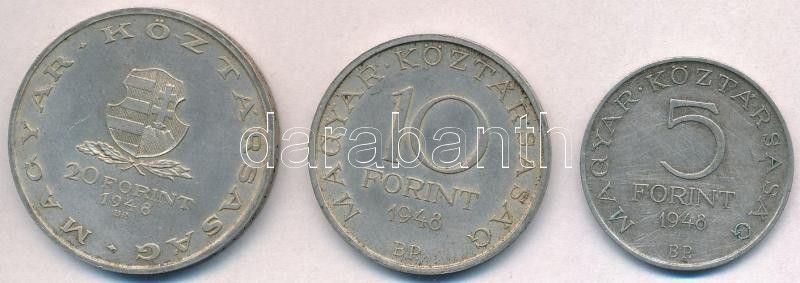 MAGYAR · KÖZTÁRSASÁG ·
20 FORINT
1948
BP.
MAGYAR · KÖZTÁRSASÁG ·
10
FORINT
1948
BP.
MAGYAR · KÖZTÁRSASÁG
5
FORINT
1948
BP.
darabanth